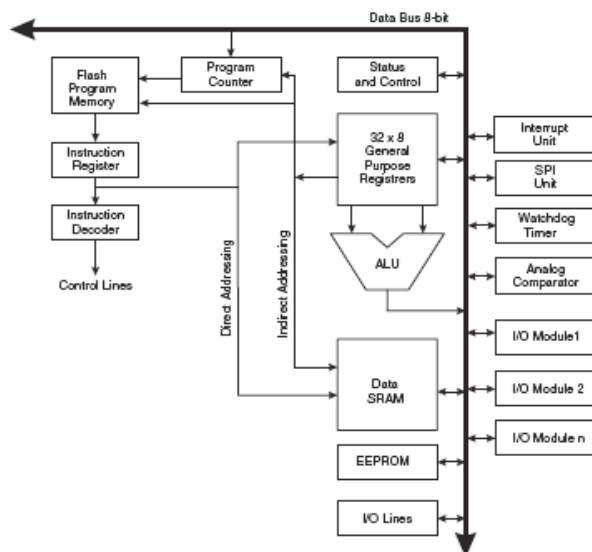 Data Bus 8-bit
Flash
Program
Memory
Program
Counter
Status
and Control
Instruction
Register
32 x 8
General
Purpose
Registrers
Interrupt
Unit
SPI
Unit
Instruction
Decoder
Watchdog
Timer
Control Lines
Direct Addressing
Indirect Addressing
ALU
Analog
Comparator
I/O Module1
Data
SRAM
I/O Module 2
I/O Module n
EEPROM
I/O Lines